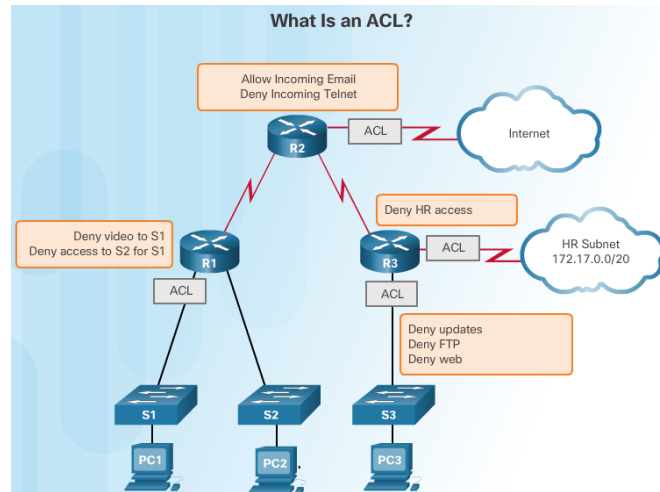 What Is an ACL?
Allow Incoming Email
Deny Incoming Telnet
ACL
Internet
R2
Deny HR access
Deny video to S1
Deny access to S2 for S1
R1
R3
ACL
HR Subnet
172.17.0.0/20
ACL
ACL
Deny updates
Deny FTP
Deny web
S1
S2
S3
PC1
PC2
PC3